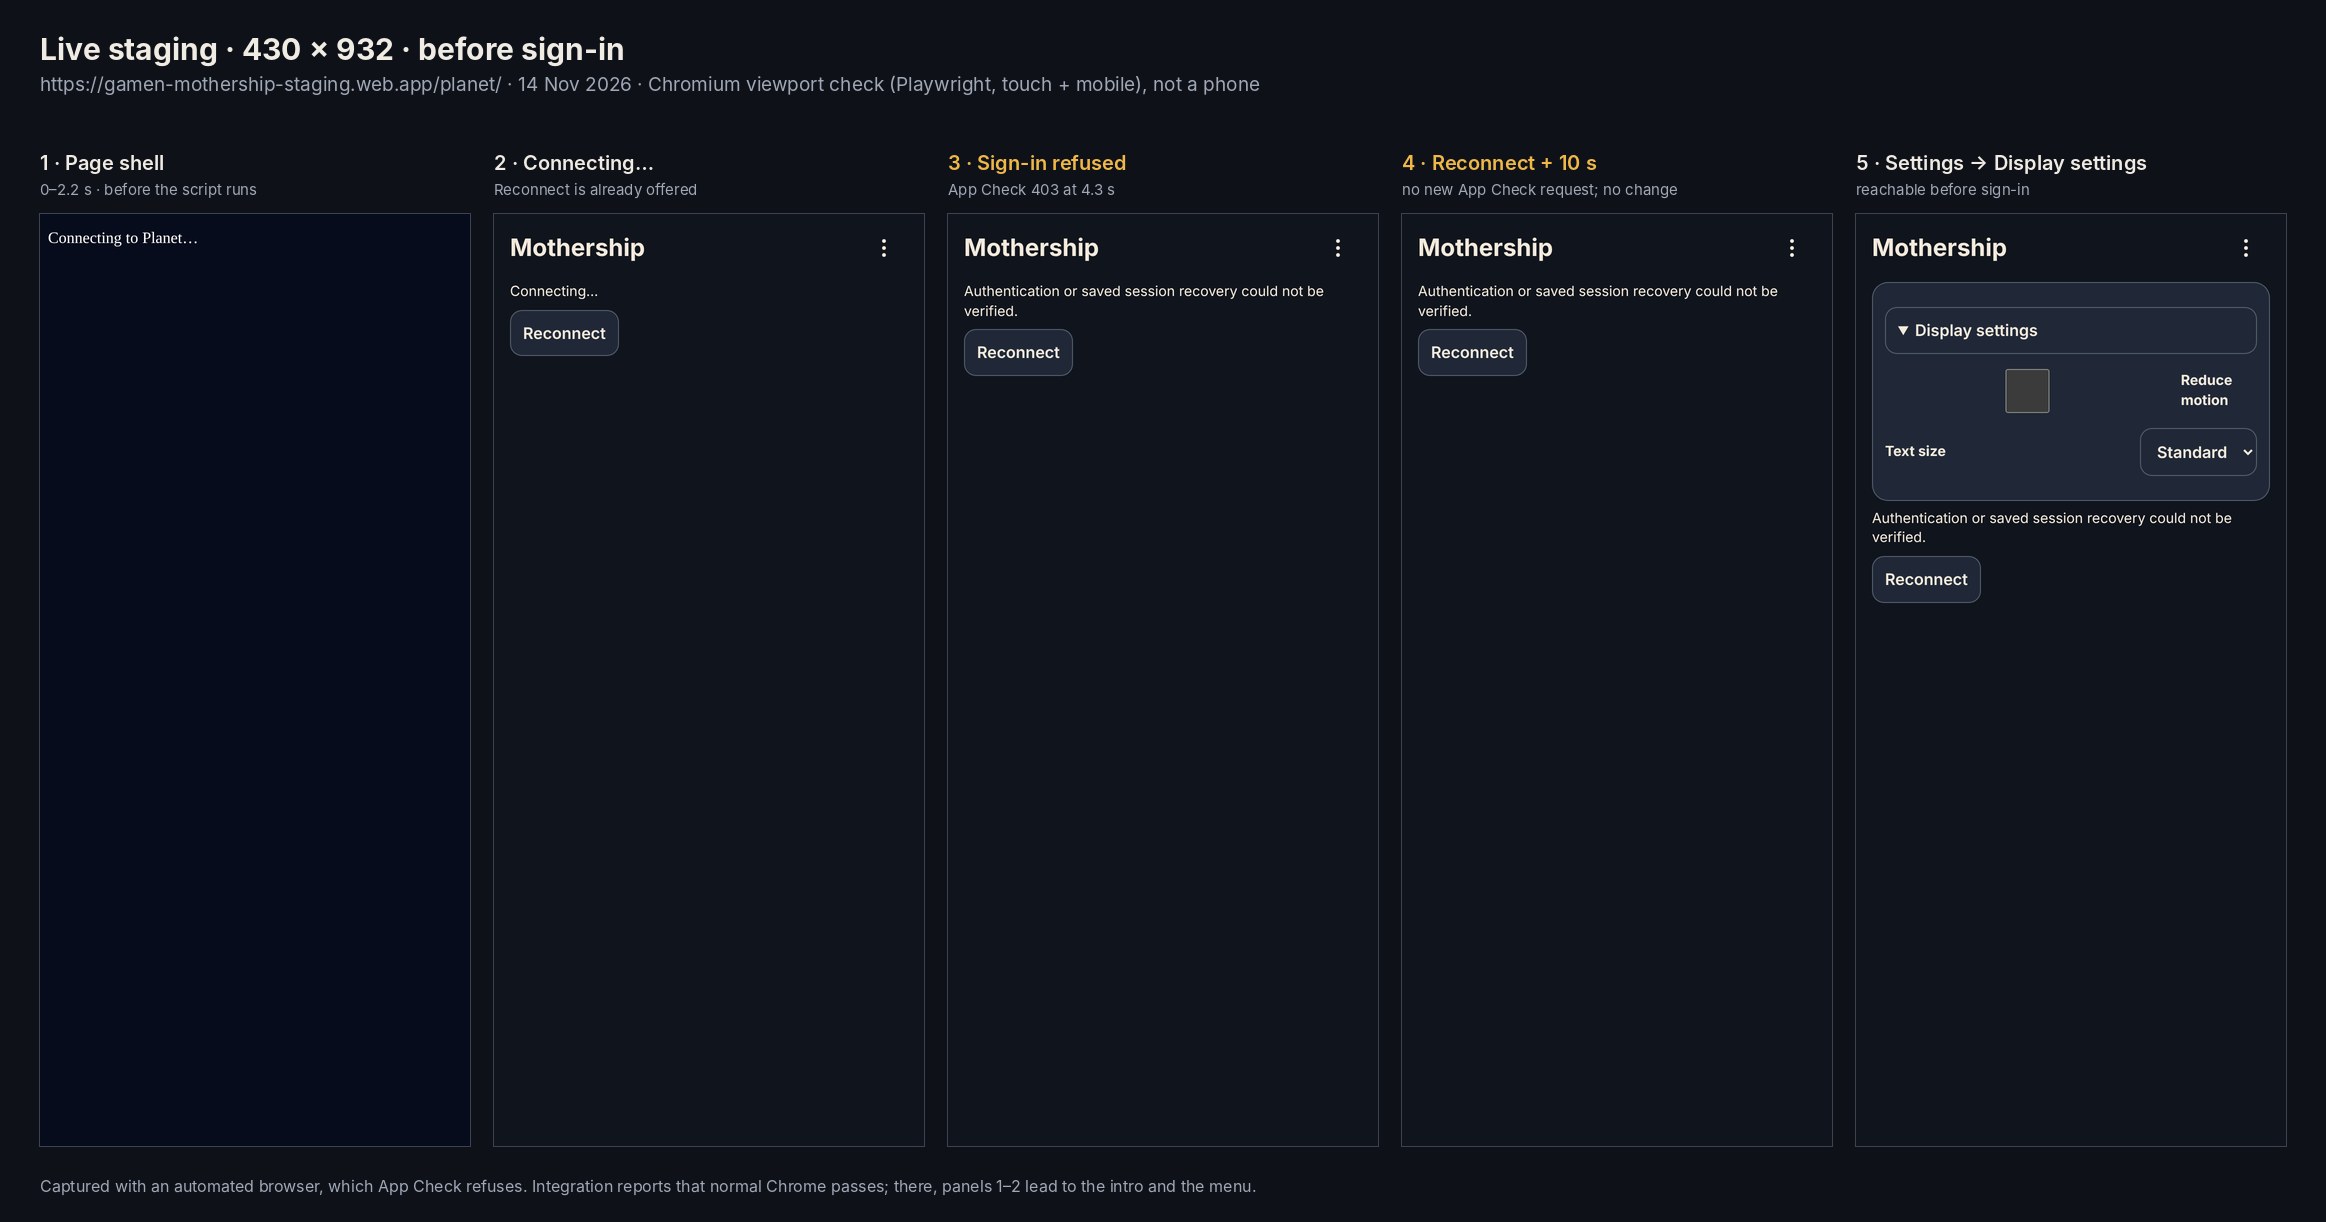 Live staging · 430 × 932 · before sign-in
https://gamen-mothership-staging.web.app/planet/ · 14 Nov 2026 · Chromium viewport check (Playwright, touch + mobile), not a phone
1 · Page shell
0–2.2 s · before the script runs
Connecting to Planet…
2 · Connecting…
Reconnect is already offered
Mothership
Connecting…
Reconnect
3 · Sign-in refused
App Check 403 at 4.3 s
Mothership
Authentication or saved session recovery could not be
verified.
Reconnect
4 · Reconnect + 10 s
no new App Check request; no change
Mothership
Authentication or saved session recovery could not be
verified.
Reconnect
5 · Settings → Display settings
reachable before sign-in
Mothership
▼ Display settings
Reduce
motion
Text size
Standard
Authentication or saved session recovery could not be
verified.
Reconnect
Captured with an automated browser, which App Check refuses. Integration reports that normal Chrome passes; there, panels 1–2 lead to the intro and the menu.